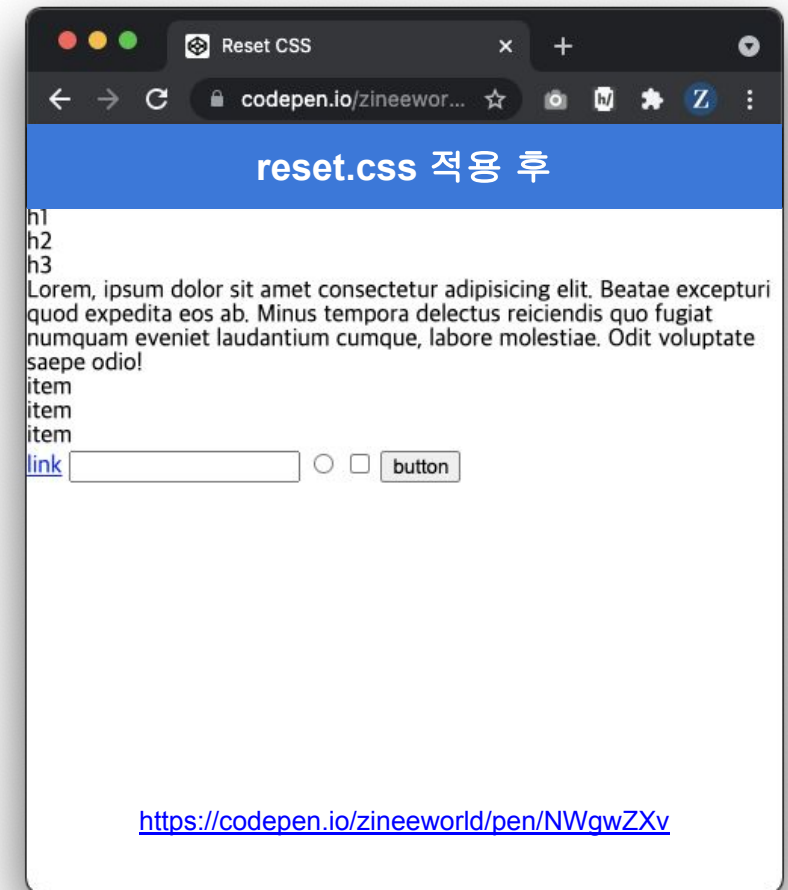 Reset CSS
codepen.io/zineewor...
Z
reset.css 적용 후
h1
h2
h3
Lorem, ipsum dolor sit amet consectetur adipisicing elit. Beatae excepturi
quod expedita eos ab. Minus tempora delectus reiciendis quo fugiat
numquam eveniet laudantium cumque, labore molestiae. Odit voluptate
saepe odio!
item
item
item
link button
https://codepen.io/zineeworld/pen/NWgwZXv